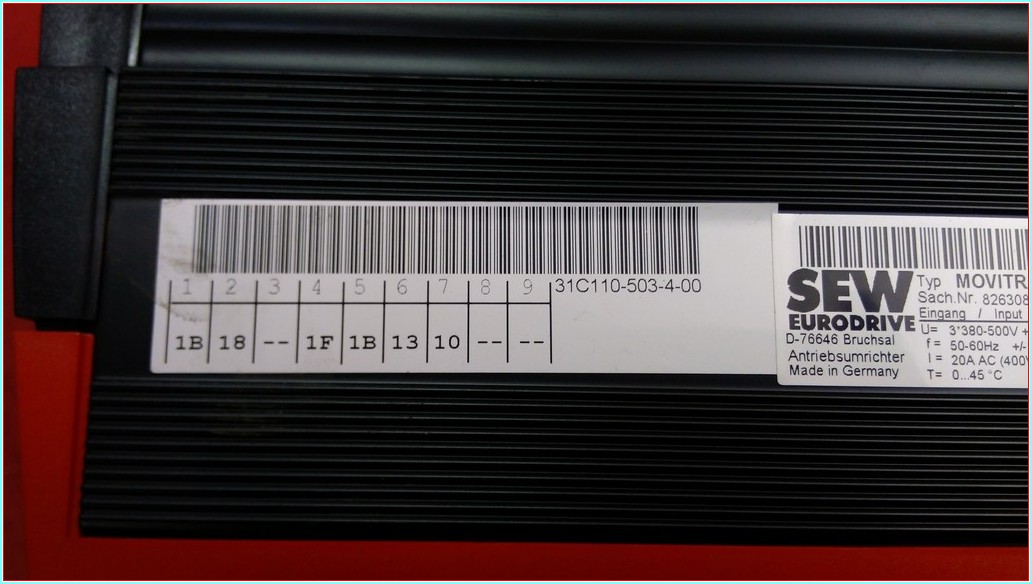 1 2 3 4 5 6 7 8 9 31C110-503-4-00
1B 18 -- 1F 1B 13 10 -- --
SEW
EURODRIVE
D-76646 Bruchsal
Antriebsumrichter
Made in Germany
Typ MOVITR
Sach.Nr. 826308
Eingang / Input
U= 3*380-500V +
f= 50-60Hz +/-
I = 20A AC (400V
T= 0...45 °C